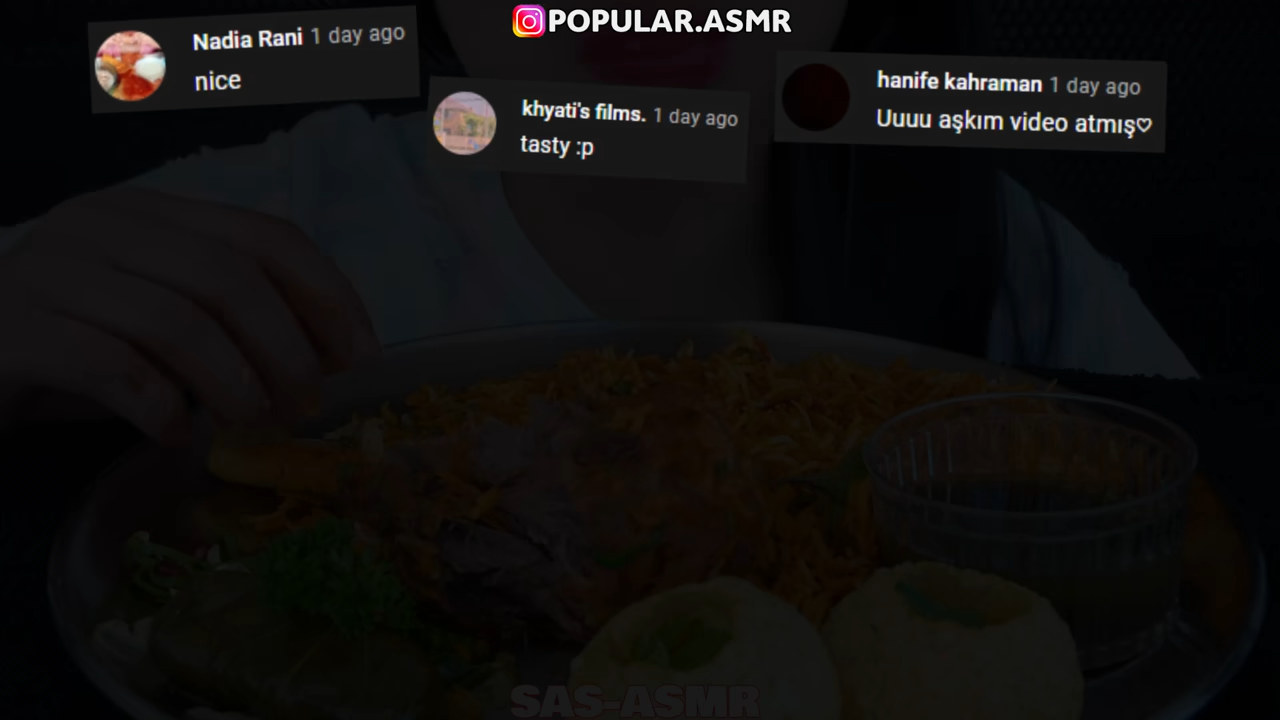 POPULAR.ASMR
Nadia Rani 1 day ago
nice
khyati's films. 1 day ago
tasty :p
hanife kahraman 1 day ago
Uuuu aşkım video atmış♡
SAS-ASMR